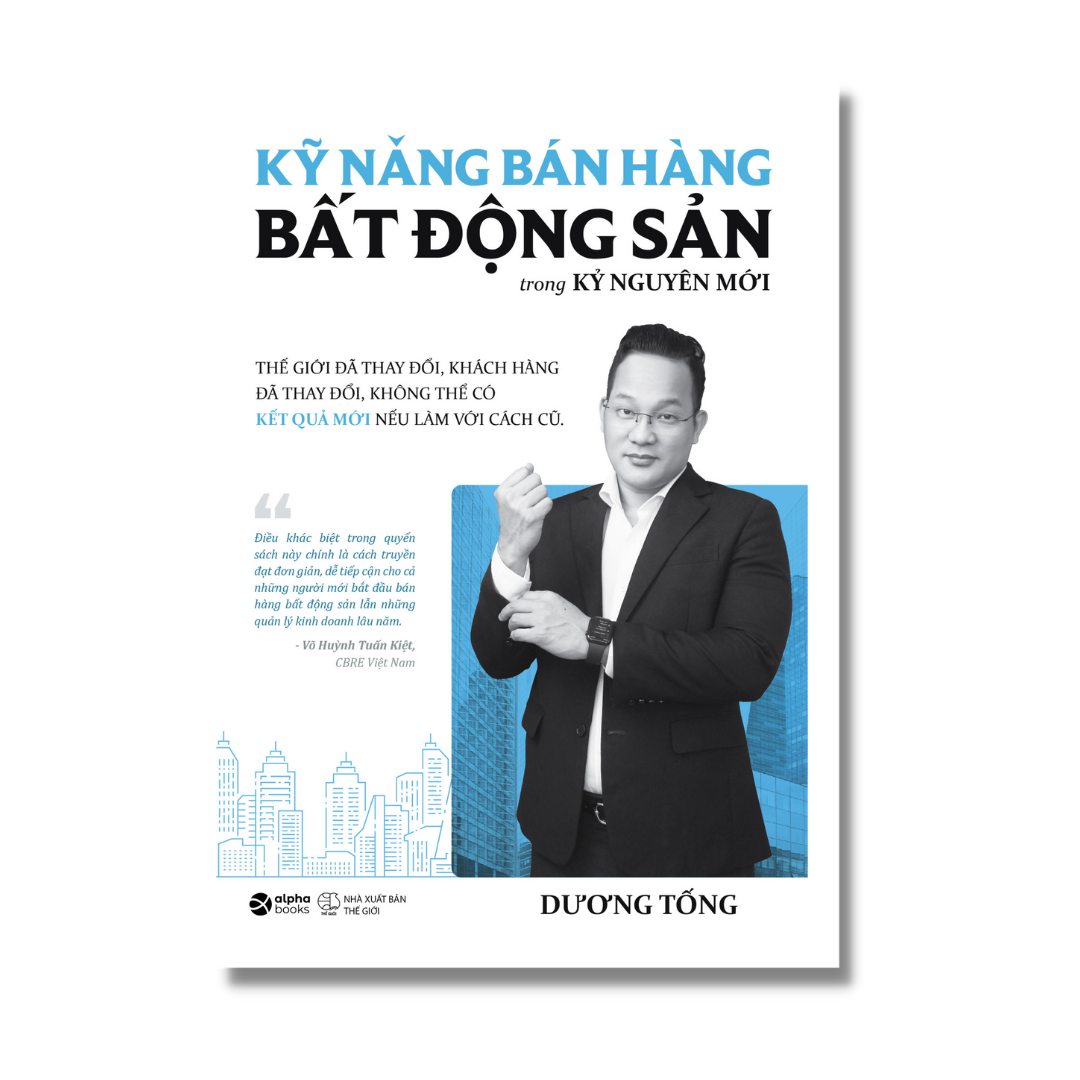 KỸ NĂNG BÁN HÀNG
BẤT ĐỘNG SẢN
trong KỶ NGUYÊN MỚI
THẾ GIỚI ĐÃ THAY ĐỔI, KHÁCH HÀNG
ĐÃ THAY ĐỔI, KHÔNG THỂ CÓ
KẾT QUẢ MỚI NẾU LÀM VỚI CÁCH CŨ.
“
Điều khác biệt trong quyển
sách này chính là cách truyền
đạt đơn giản, dễ tiếp cận cho cả
những người mới bắt đầu bán
hàng bất động sản lẫn những
quản lý kinh doanh lâu năm.
- Võ Huỳnh Tuấn Kiệt,
CBRE Việt Nam
alpha
books
THẾ GIỚI
NHÀ XUẤT BẢN
THẾ GIỚI
DƯƠNG TỐNG